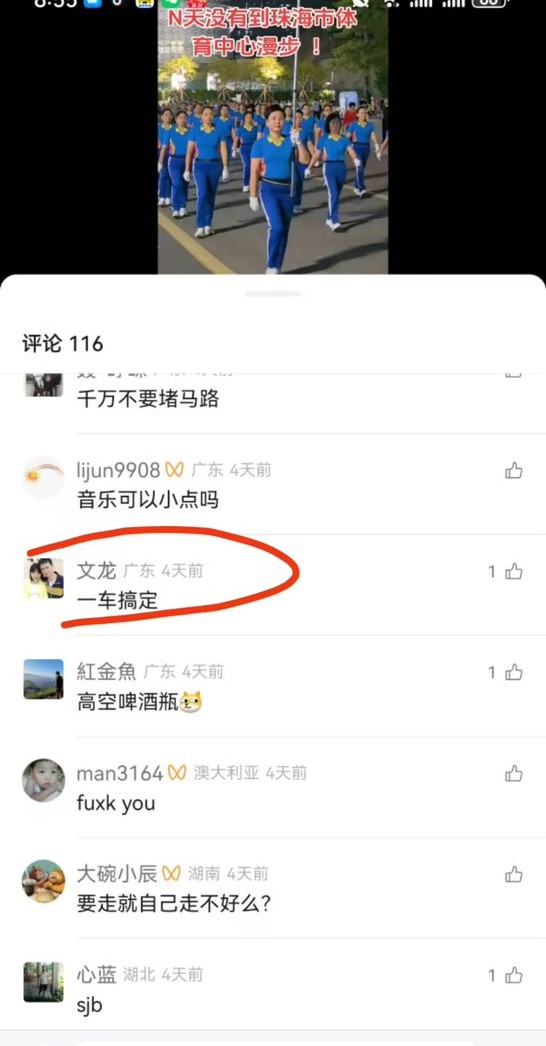 8:55
N天没有到珠海市体
育中心漫步 ！
评论 116
千万不要堵马路
lijun9908 广东 4天前
音乐可以小点吗
文龙 广东 4天前
1
一车搞定
紅金魚 广东 4天前
1
高空啤酒瓶
man3164 澳大利亚 4天前
fuxk you
大碗小辰 湖南 4天前
要走就自己走不好么？
心蓝 湖北 4天前
1
sjb